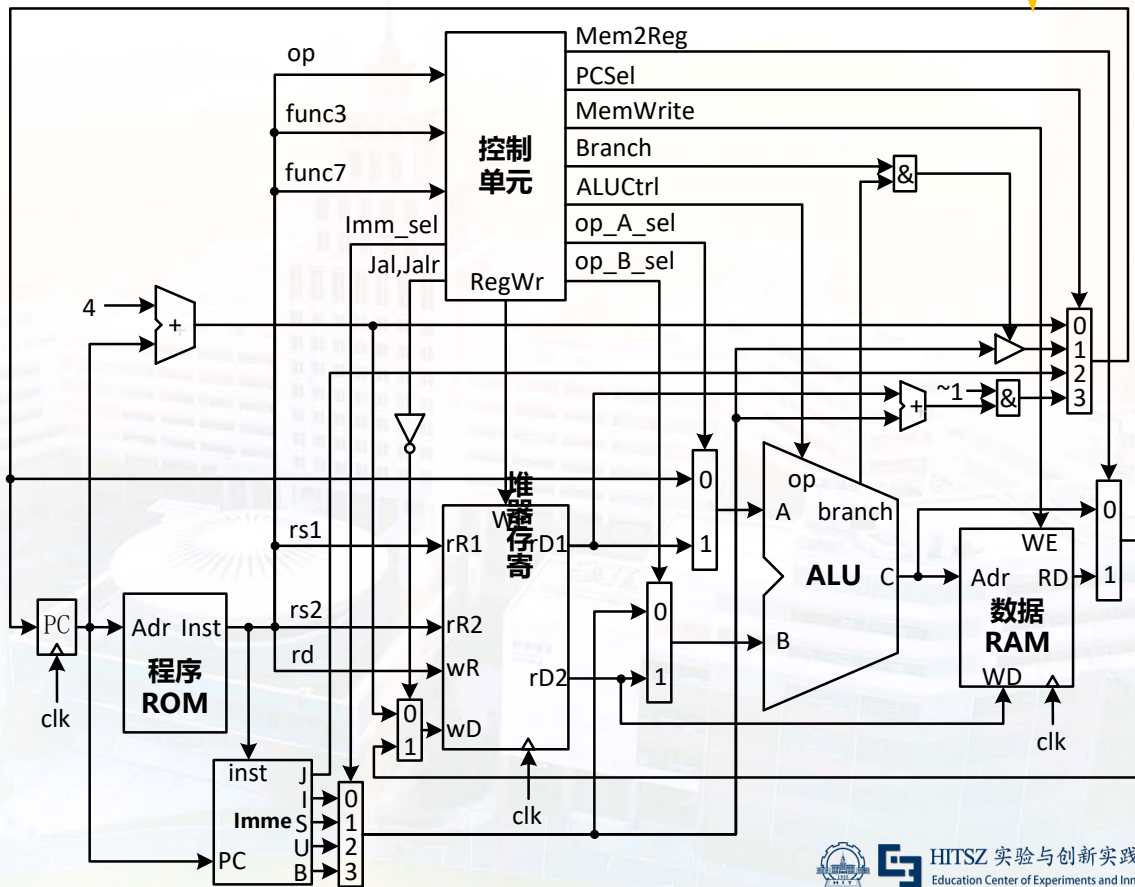 op
func3
func7
Imm_sel
Jal,Jalr
控制
单元
RegWr
Mem2Reg
PCSel
MemWrite
Branch
ALUCtrl
op_A_sel
op_B_sel
&
4
+
0
1
2
3
+
~1
&
PC
clk
Adr Inst
程序
ROM
rs1
rs2
rd
堆
器
存
寄
W
rR1
rR2
wR
wD
rD1
rD2
clk
0
1
0
1
0
1
op
A
branch
ALU
C
B
WE
Adr
RD
数据
RAM
WD
clk
0
1
inst
Imme
PC
J
I
S
U
B
0
1
2
3
HIT
HITSZ 实验与创新实践
Education Center of Experiments and Inn